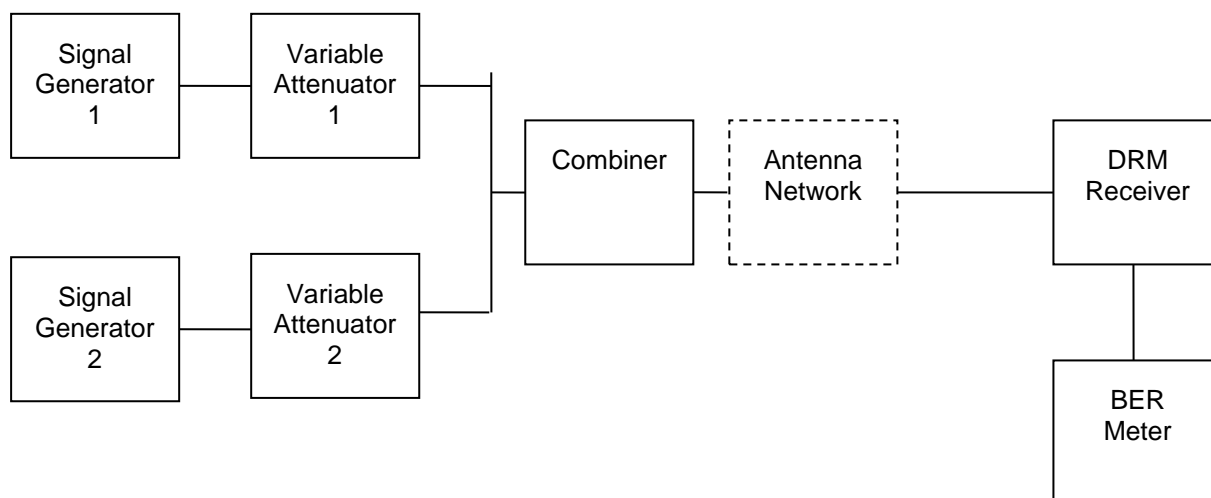 Signal
Generator
1
Variable
Attenuator
1
Combiner
Antenna
Network
DRM
Receiver
Signal
Generator
2
Variable
Attenuator
2
BER
Meter